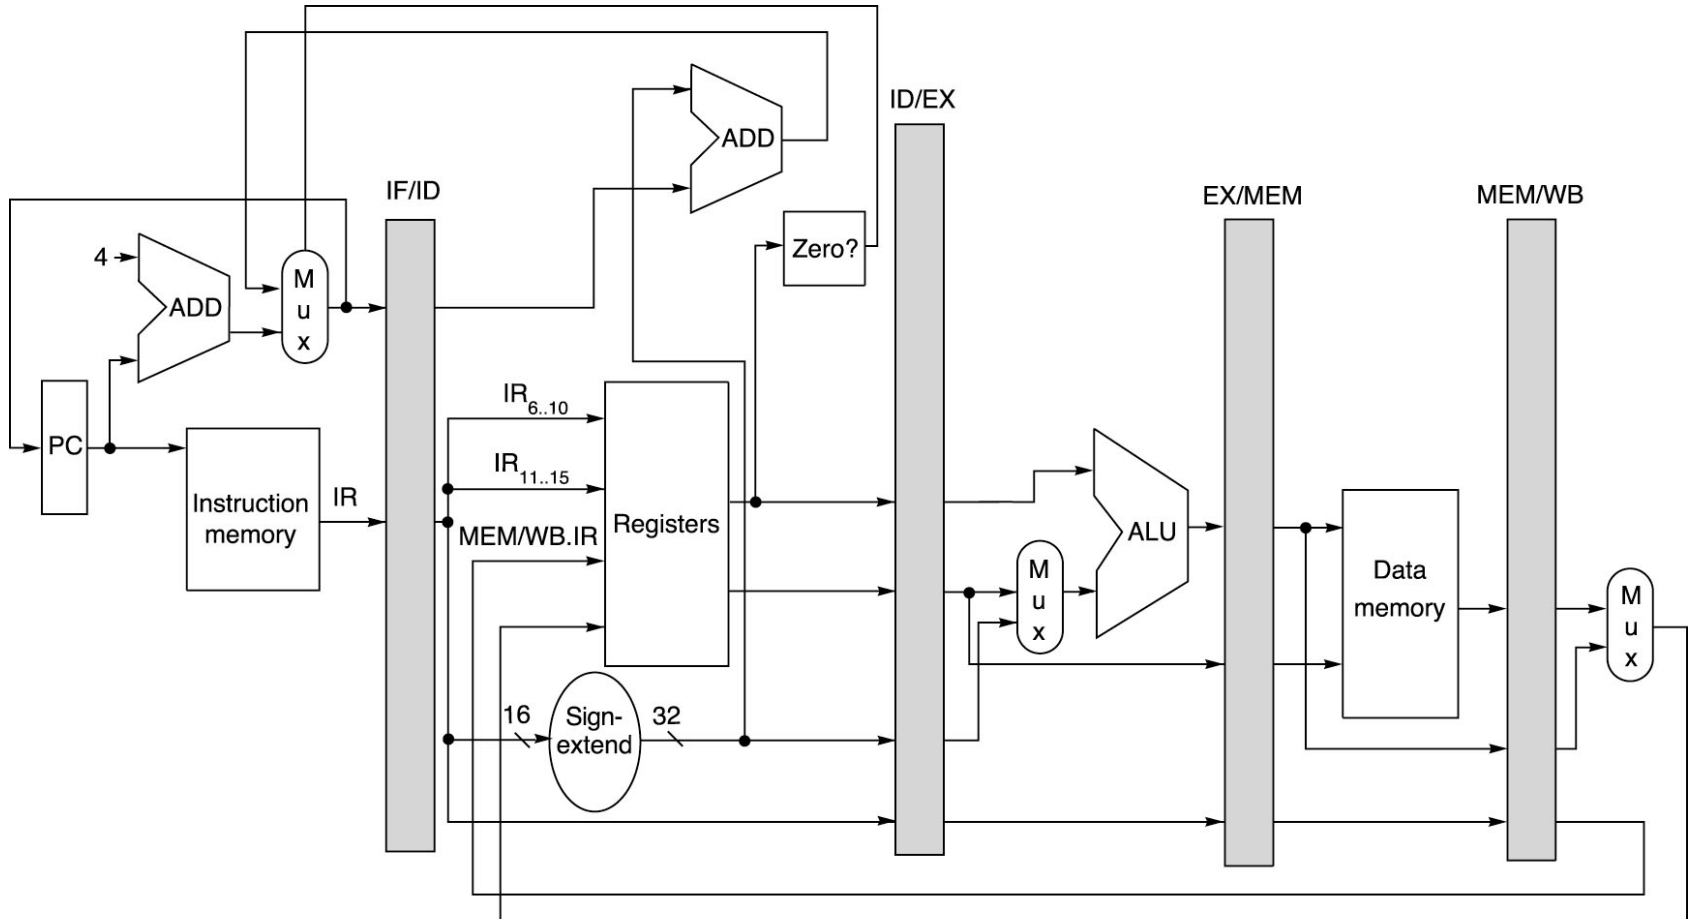 ID/EX
ADD
IF/ID
EX/MEM
MEM/WB
Zero?
4
ADD
M
u
x
IR6..10
PC
IR11..15
IR
Instruction
memory
Registers
MEM/WB.IR
ALU
M
u
x
Data
memory
M
u
x
16
Sign-
extend
32